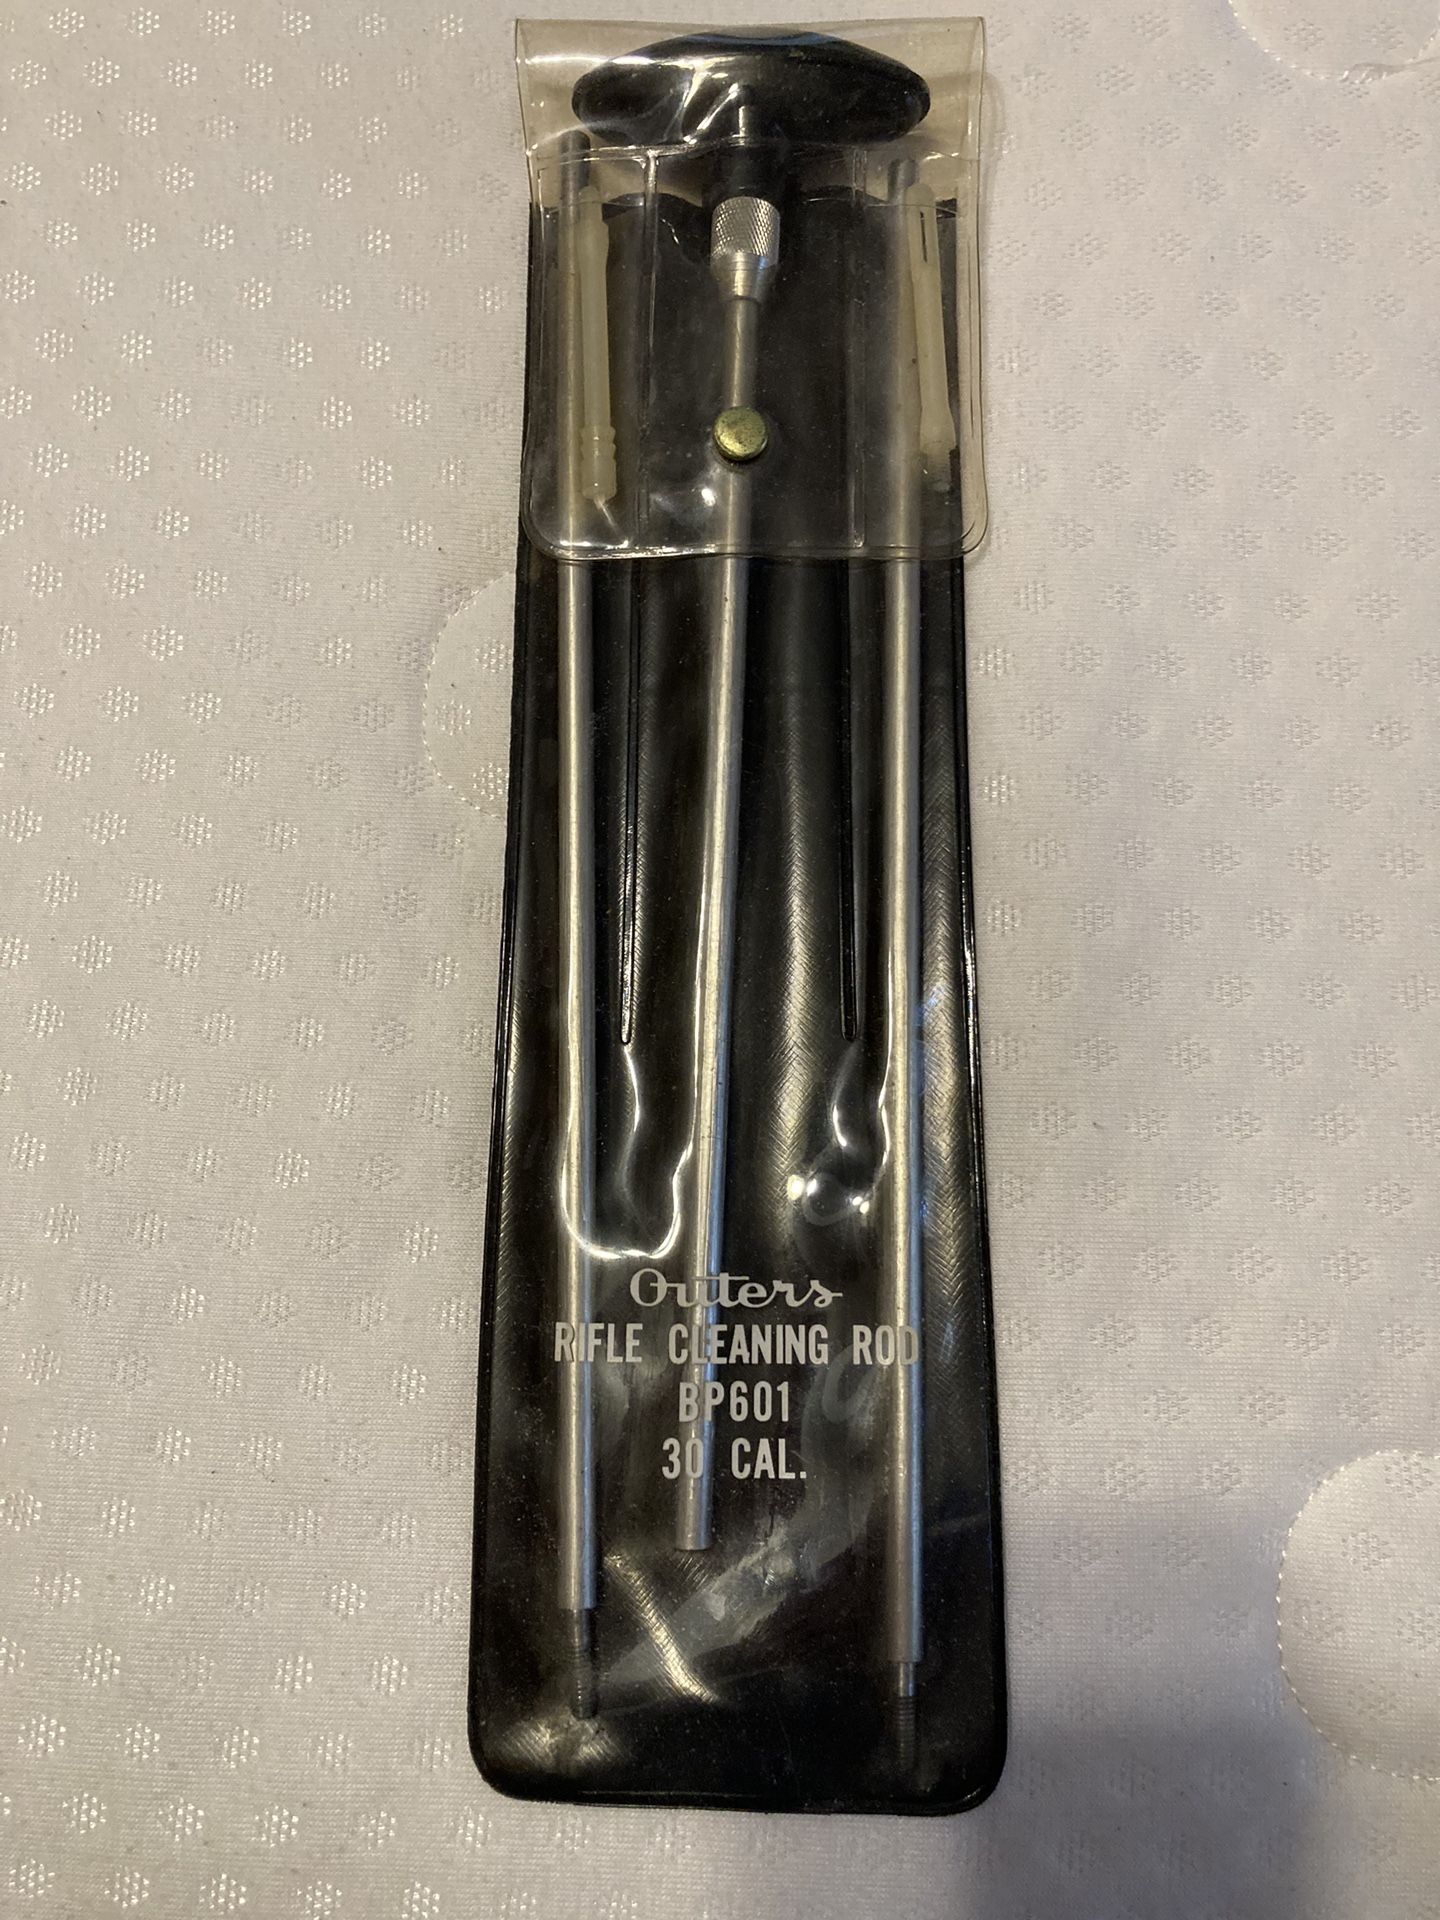 Outers
RIFLE CLEANING ROD
BP601
30 CAL.